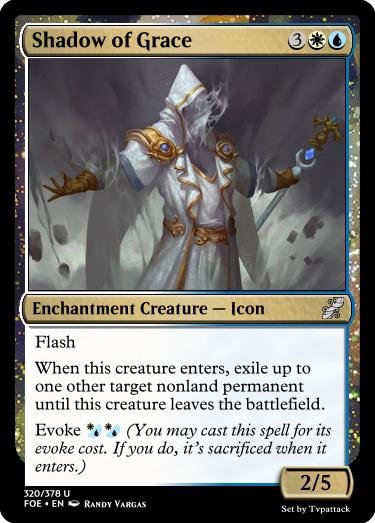 Shadow of Grace 3
Enchantment Creature — Icon
Flash
When this creature enters, exile up to
one other target nonland permanent
until this creature leaves the battlefield.
Evoke (You may cast this spell for its
evoke cost. If you do, it's sacrificed when it
enters.)
2/5
320/378 U
FOE • EN Randy Vargas
Set by Tvpattack